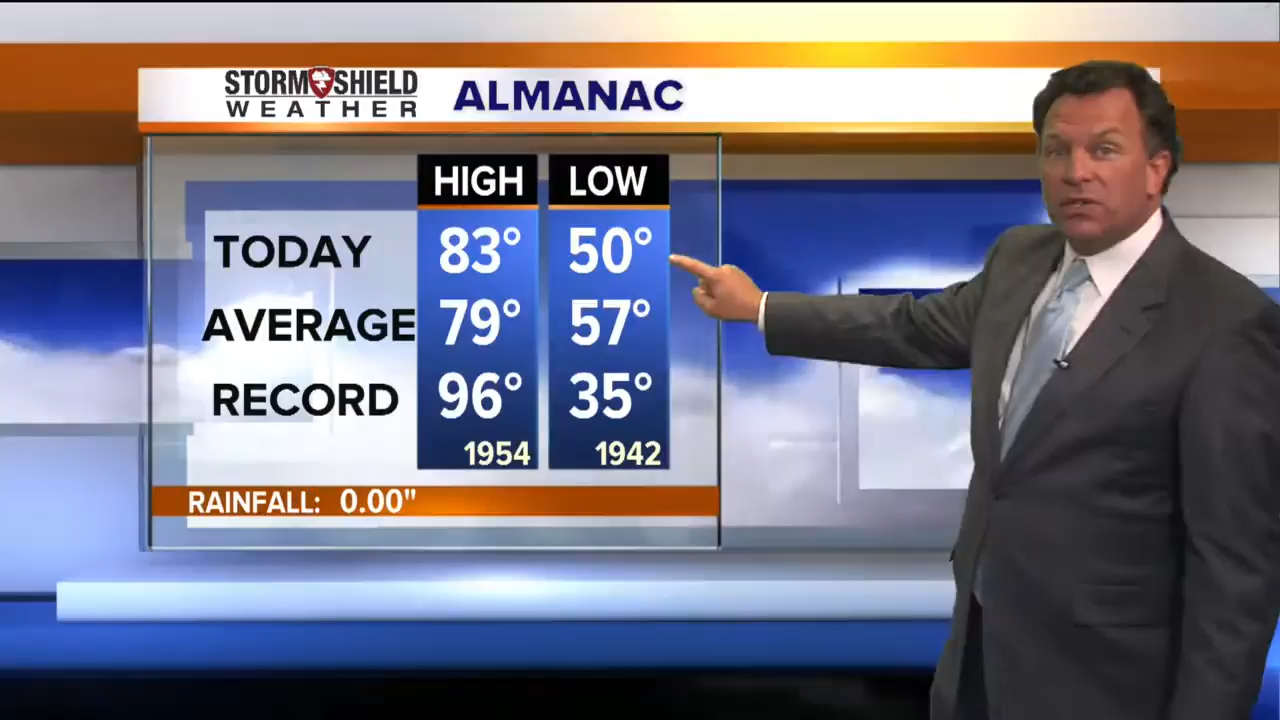 STORM SHIELD
WEATHER
ALMANAC
HIGH LOW
TODAY 83° 50°
AVERAGE 79° 57°
RECORD 96° 35°
1954 1942
RAINFALL: 0.00"